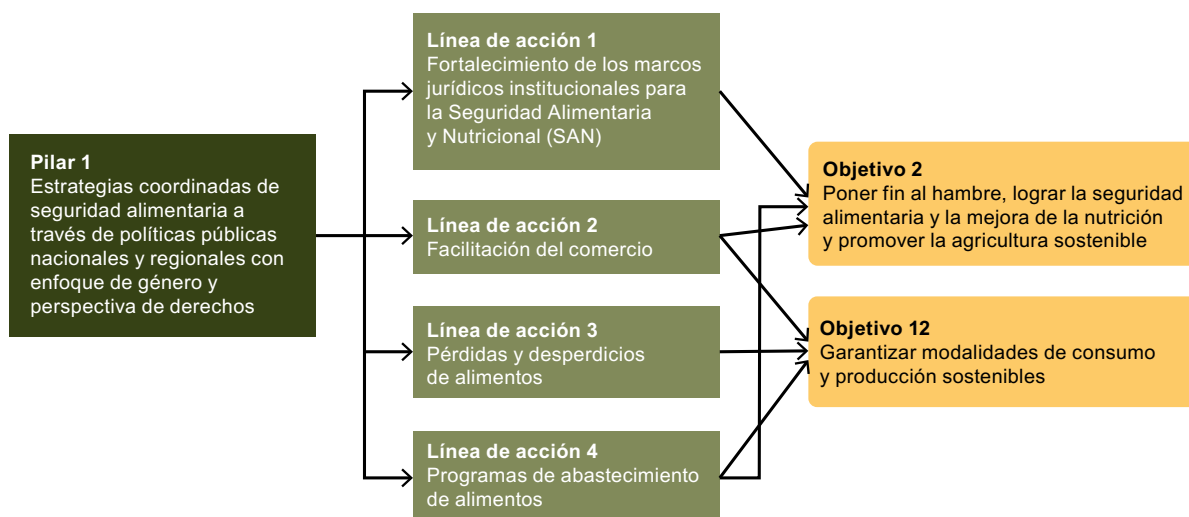 Pilar 1
Estrategias coordinadas de
seguridad alimentaria a
través de políticas públicas
nacionales y regionales con
enfoque de género y
perspectiva de derechos
Línea de acción 1
Fortalecimiento de los marcos
jurídicos institucionales para
la Seguridad Alimentaria
y Nutricional (SAN)
Línea de acción 2
Facilitación del comercio
Línea de acción 3
Pérdidas y desperdicios
de alimentos
Línea de acción 4
Programas de abastecimiento
de alimentos
Objetivo 2
Poner fin al hambre, lograr la seguridad
alimentaria y la mejora de la nutrición
y promover la agricultura sostenible
Objetivo 12
Garantizar modalidades de consumo
y producción sostenibles